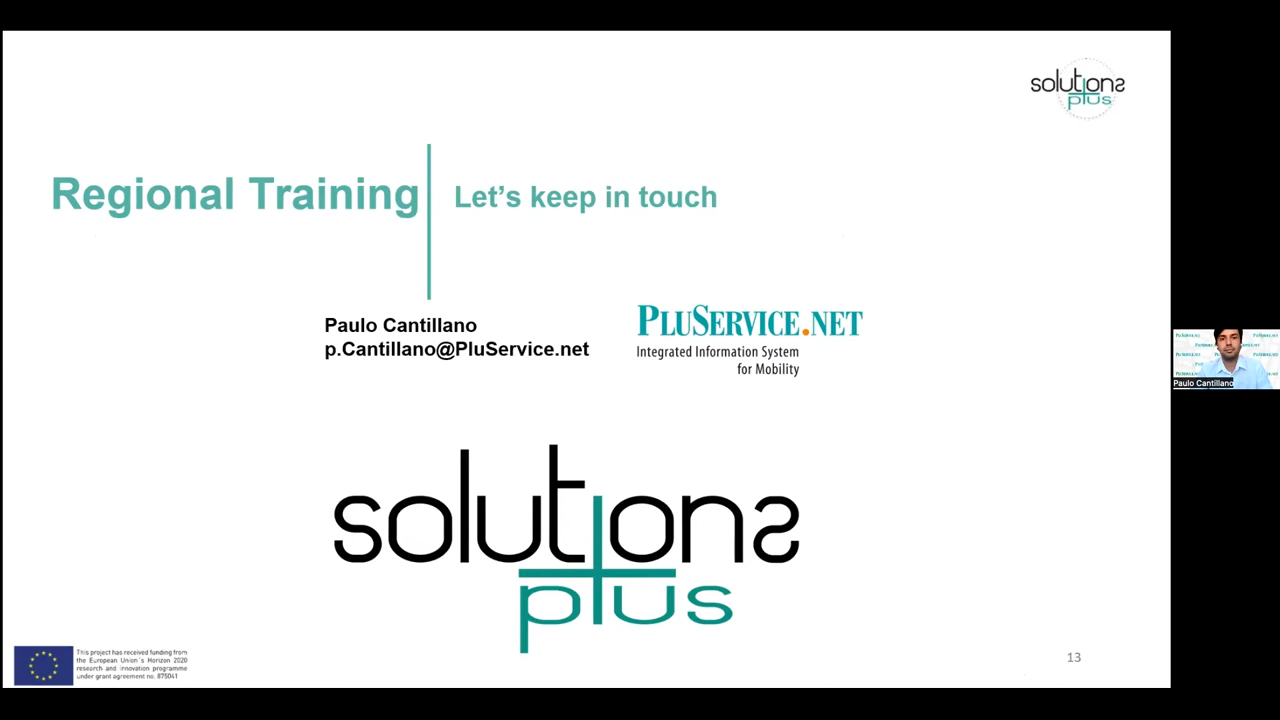 solutions
plus
Regional Training
Let's keep in touch
Paulo Cantillano
p.Cantillano@PluService.net
PLUSERVICE.NET
Integrated Information System
for Mobility
solutions
plus
Paulo Cantillano
This project has received funding from
the European Union's Horizon 2020
research and innovation programme
under grant agreement no. 875041
13